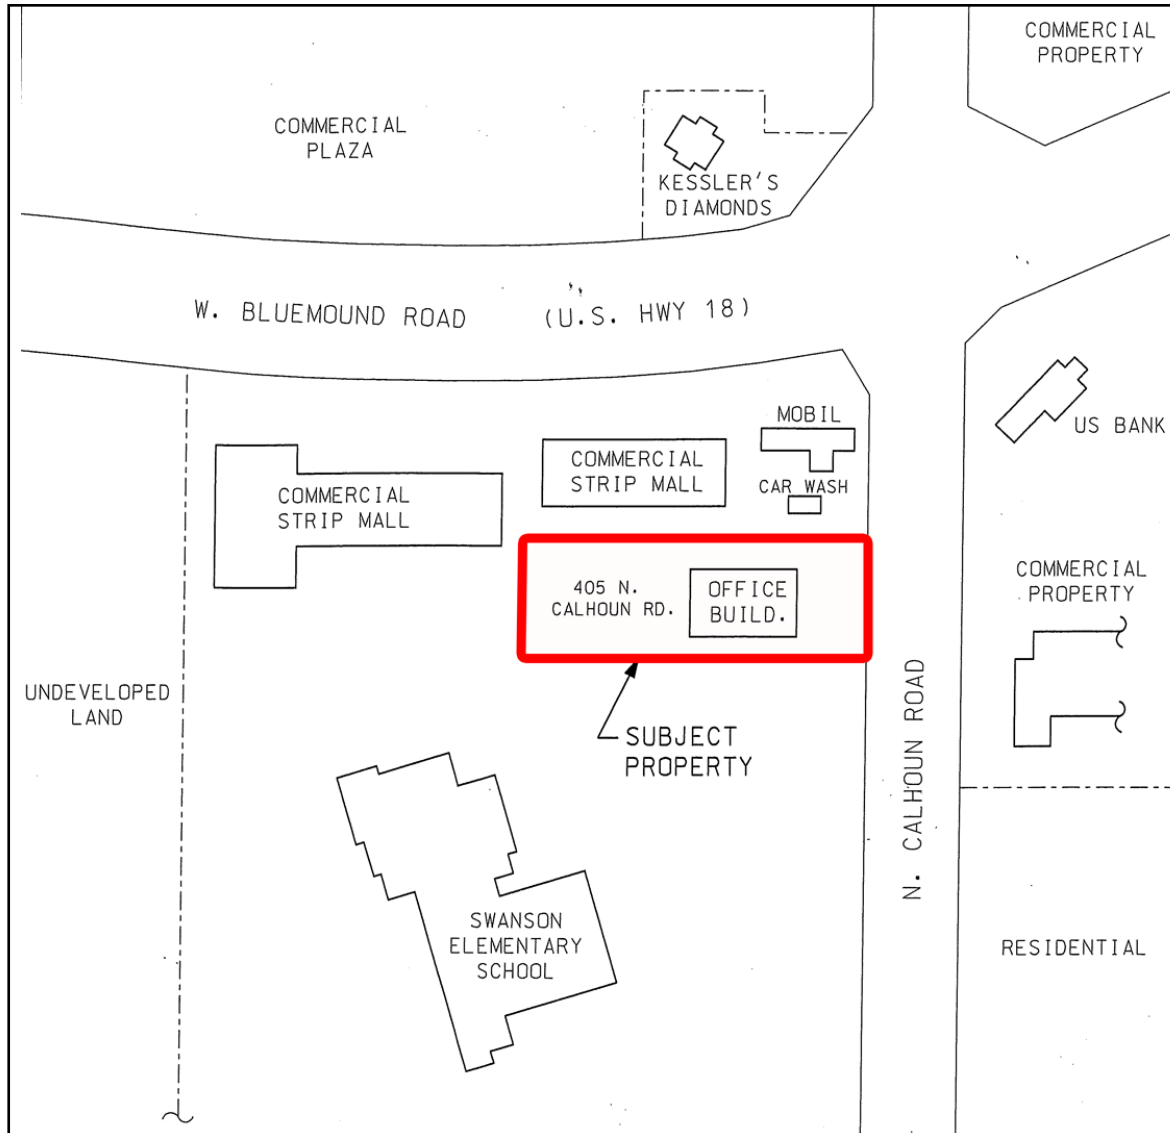 COMMERCIAL
PROPERTY
COMMERCIAL
PLAZA
KESSLER'S
DIAMONDS
W. BLUEMOUND ROAD (U.S. HWY 18)
MOBIL
US BANK
COMMERCIAL
STRIP MALL
CAR WASH
COMMERCIAL
STRIP MALL
405 N.
CALHOUN RD.
OFFICE
BUILD.
COMMERCIAL
PROPERTY
UNDEVELOPED
LAND
SUBJECT
PROPERTY
N. CALHOUN ROAD
SWANSON
ELEMENTARY
SCHOOL
RESIDENTIAL